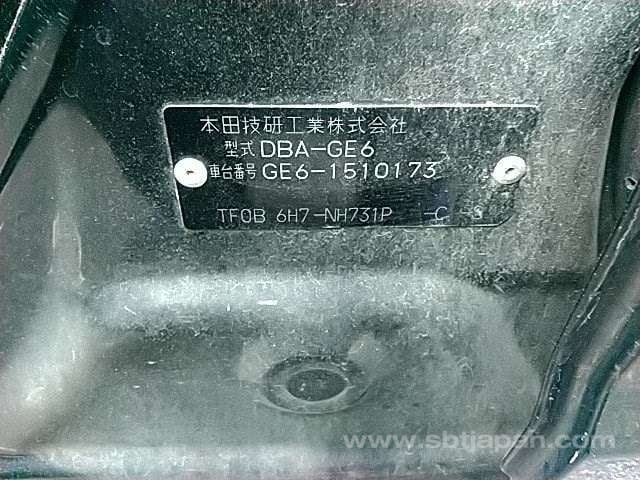 本田技研工業株式会社
型式 DBA-GE6
車台番号 GE6-1510173
TF0B 6H7-NH731P -C
www.sbtjapan.com